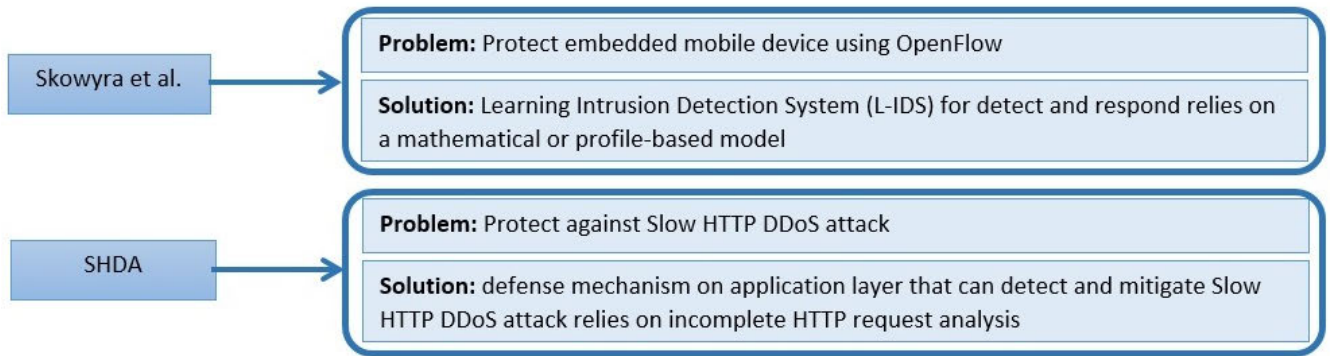 Skowyra et al.
Problem: Protect embedded mobile device using OpenFlow
Solution: Learning Intrusion Detection System (L-IDS) for detect and respond relies on
a mathematical or profile-based model
SHDA
Problem: Protect against Slow HTTP DDoS attack
Solution: defense mechanism on application layer that can detect and mitigate Slow
HTTP DDoS attack relies on incomplete HTTP request analysis